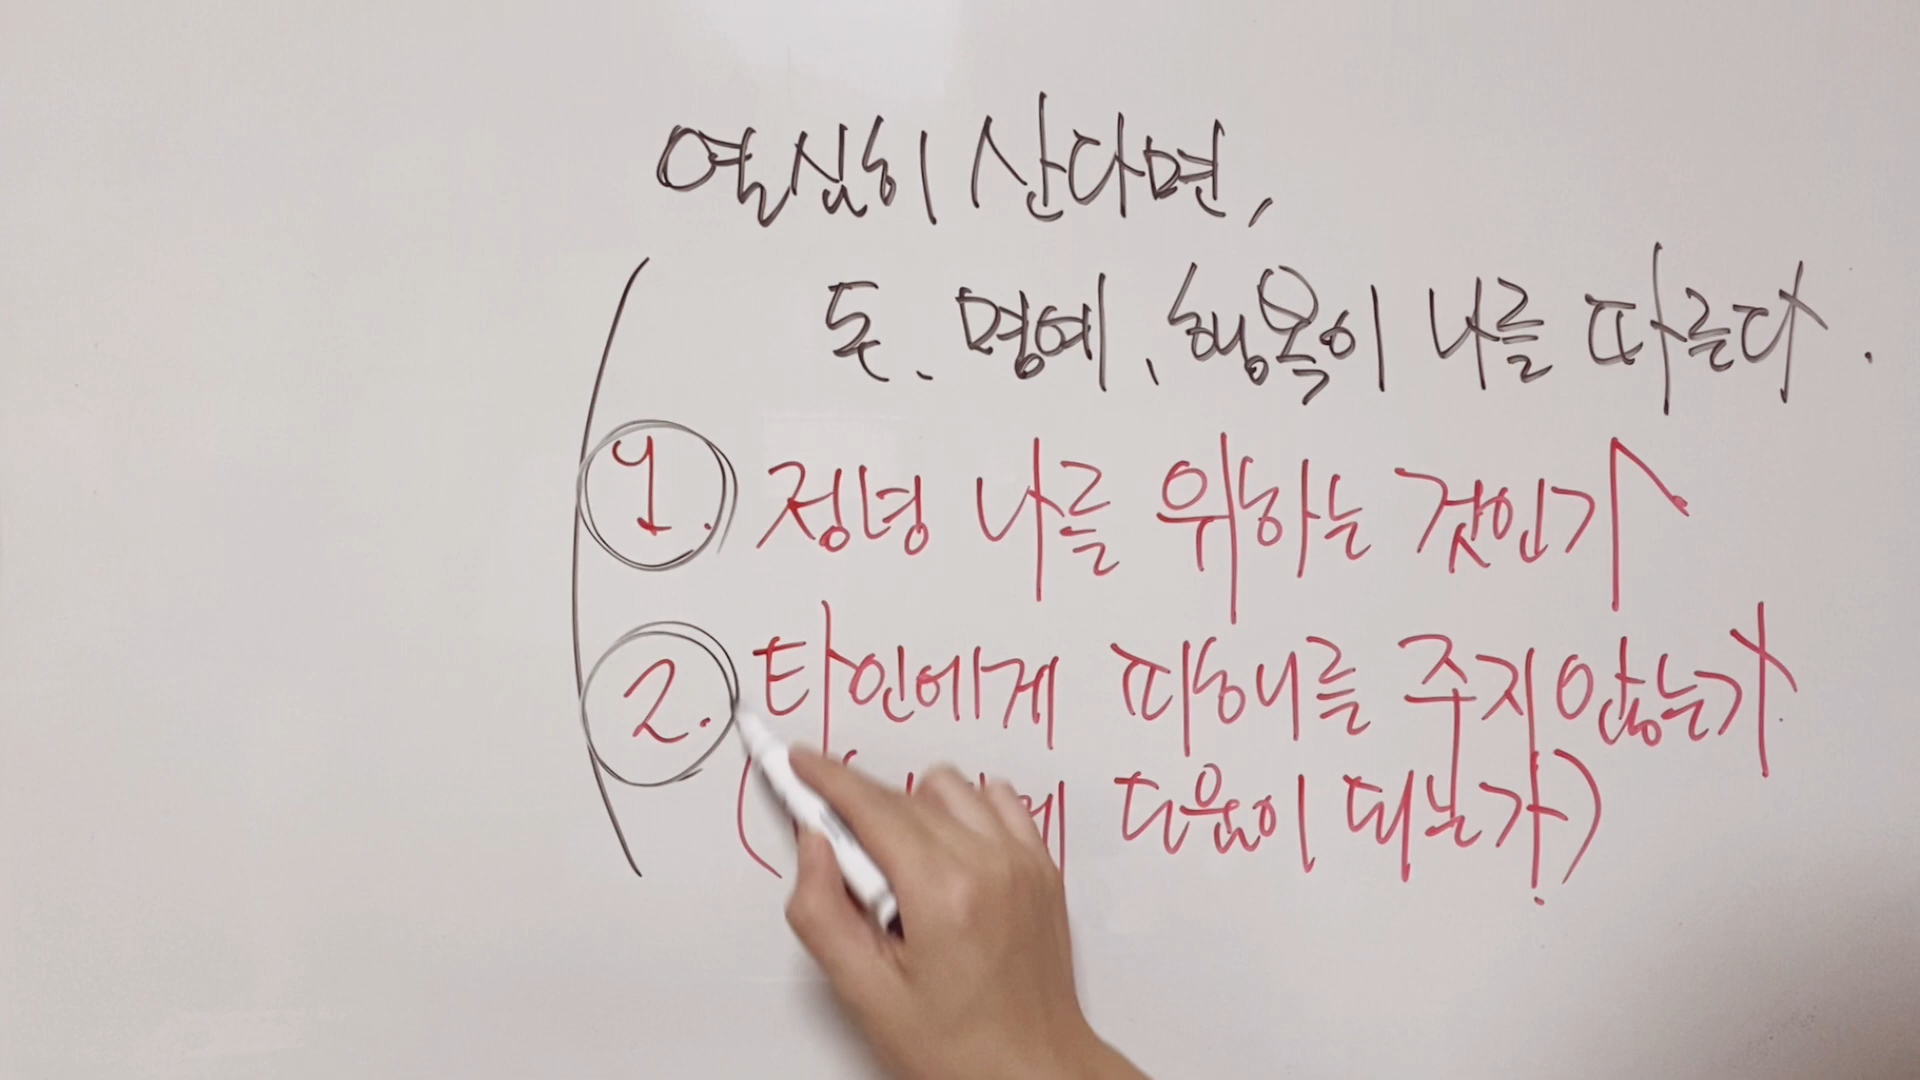 열심히 산다면,
돈、명예、행복이 나를 따른다.
1. 정녕 나를 위하는 것인가
2. 타인에게 피해를 주지 않는가
( 도움이 되는가)